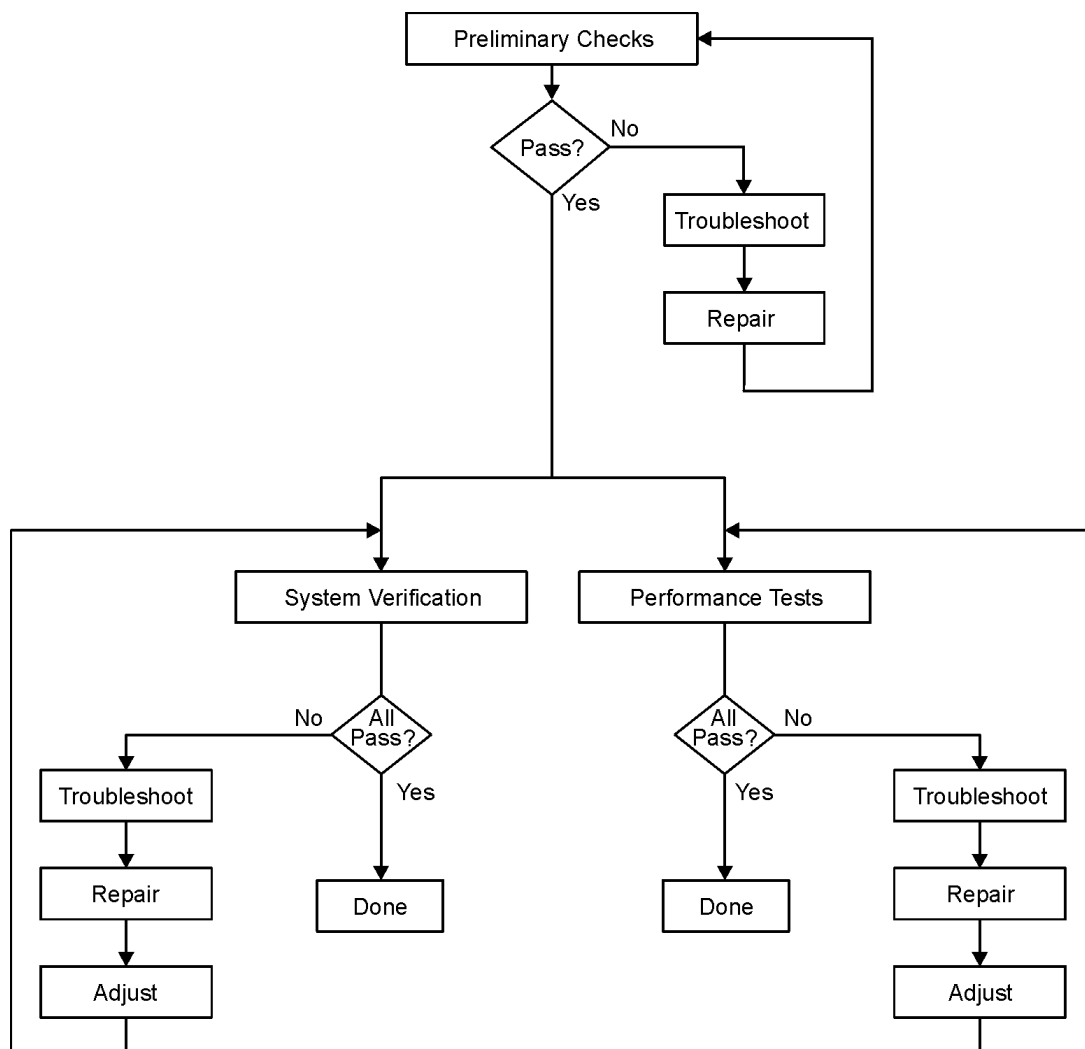 Preliminary Checks
No
Pass?
Yes
Troubleshoot
Repair
System Verification
Performance Tests
No
All
Pass?
Yes
All
Pass?
No
Yes
Troubleshoot
Troubleshoot
Repair
Done
Done
Repair
Adjust
Adjust